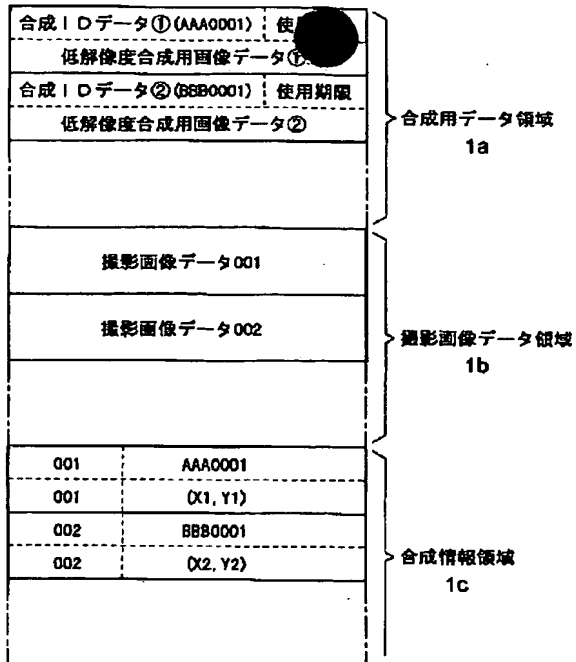 合成IDデータ①(AAA0001) 使
低解像度合成用画像データ①
合成IDデータ②(BBB0001) 使用期限
低解像度合成用画像データ②
合成用データ領域
1a
撮影画像データ001
撮影画像データ002
撮影画像データ領域
1b
001 AAA0001
001 (X1, Y1)
002 BBB0001
002 (X2, Y2)
合成情報領域
1c